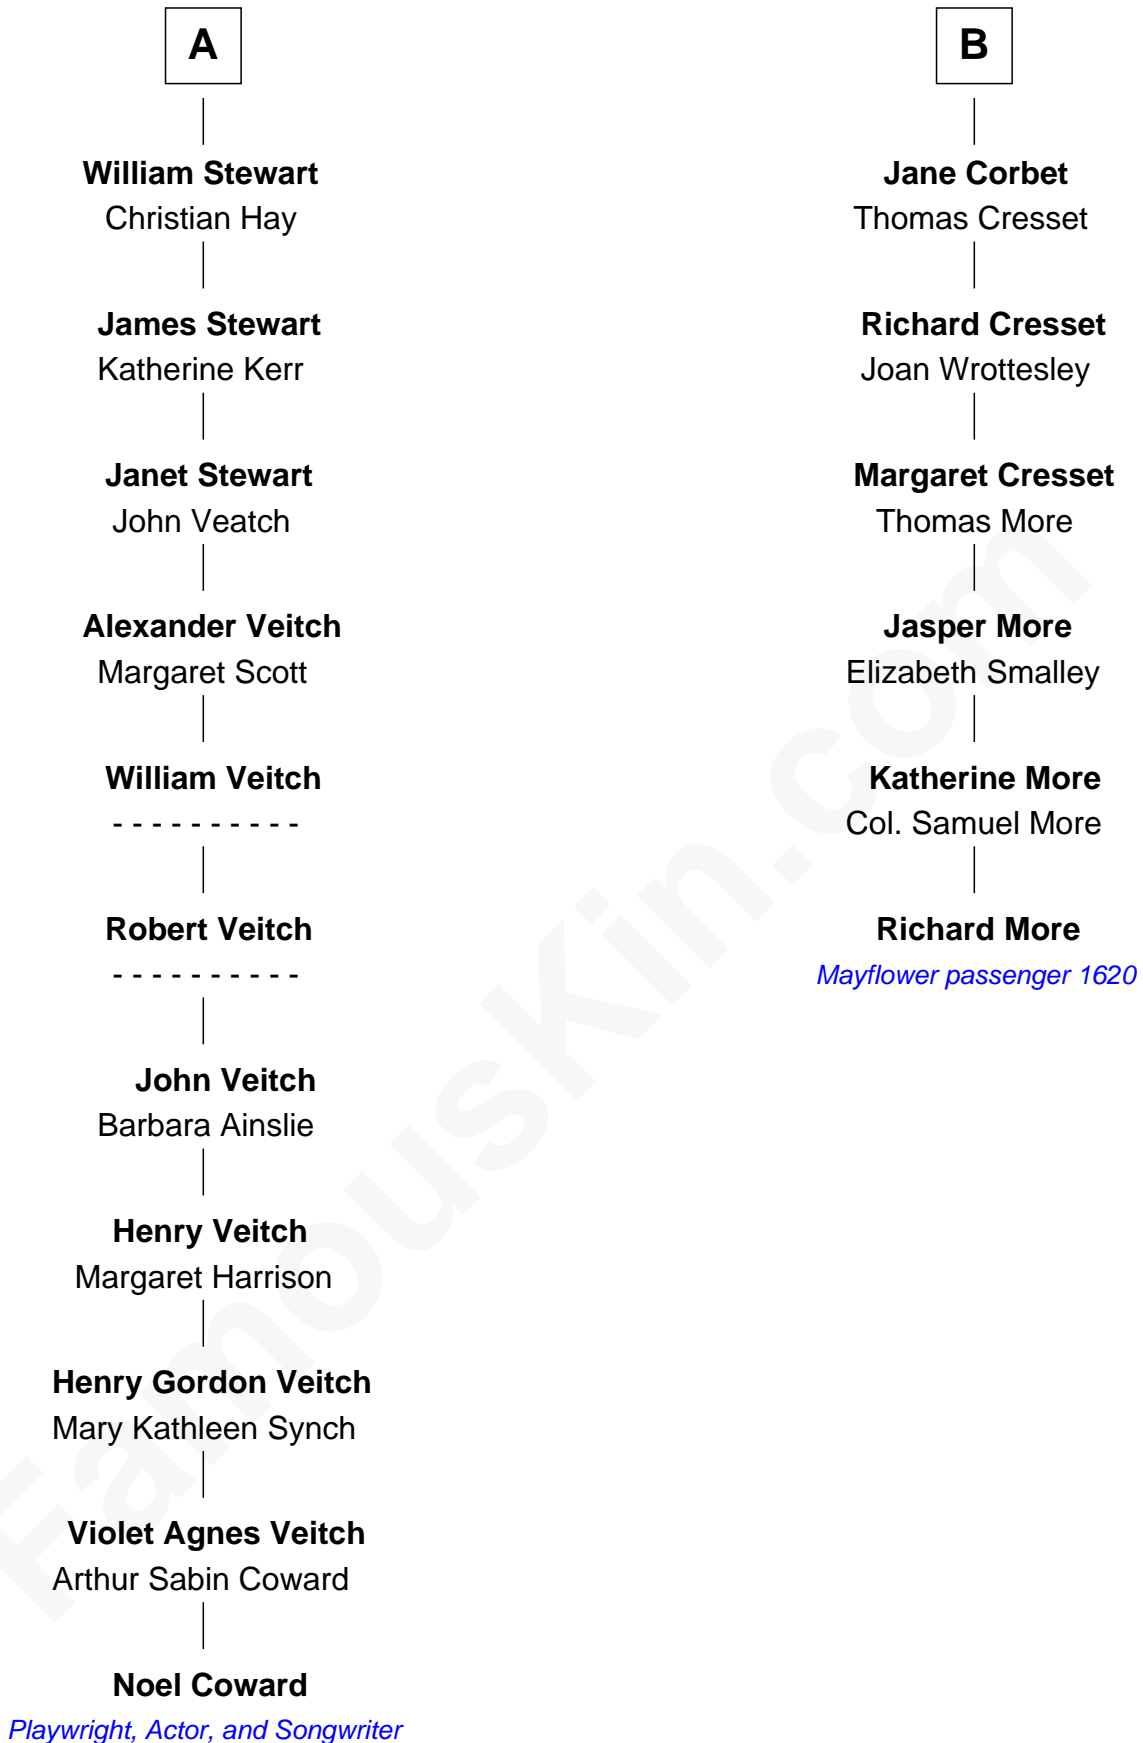 A
William Stewart
Christian Hay
James Stewart
Katherine Kerr
Janet Stewart
John Veatch
Alexander Veitch
Margaret Scott
William Veitch
- - - - - - - - - -
Robert Veitch
- - - - - - - - - -
John Veitch
Barbara Ainslie
Henry Veitch
Margaret Harrison
Henry Gordon Veitch
Mary Kathleen Synch
Violet Agnes Veitch
Arthur Sabin Coward
Noel Coward
Playwright, Actor, and Songwriter
B
Jane Corbet
Thomas Cresset
Richard Cresset
Joan Wrottesley
Margaret Cresset
Thomas More
Jasper More
Elizabeth Smalley
Katherine More
Col. Samuel More
Richard More
Mayflower passenger 1620
FamousKin.com